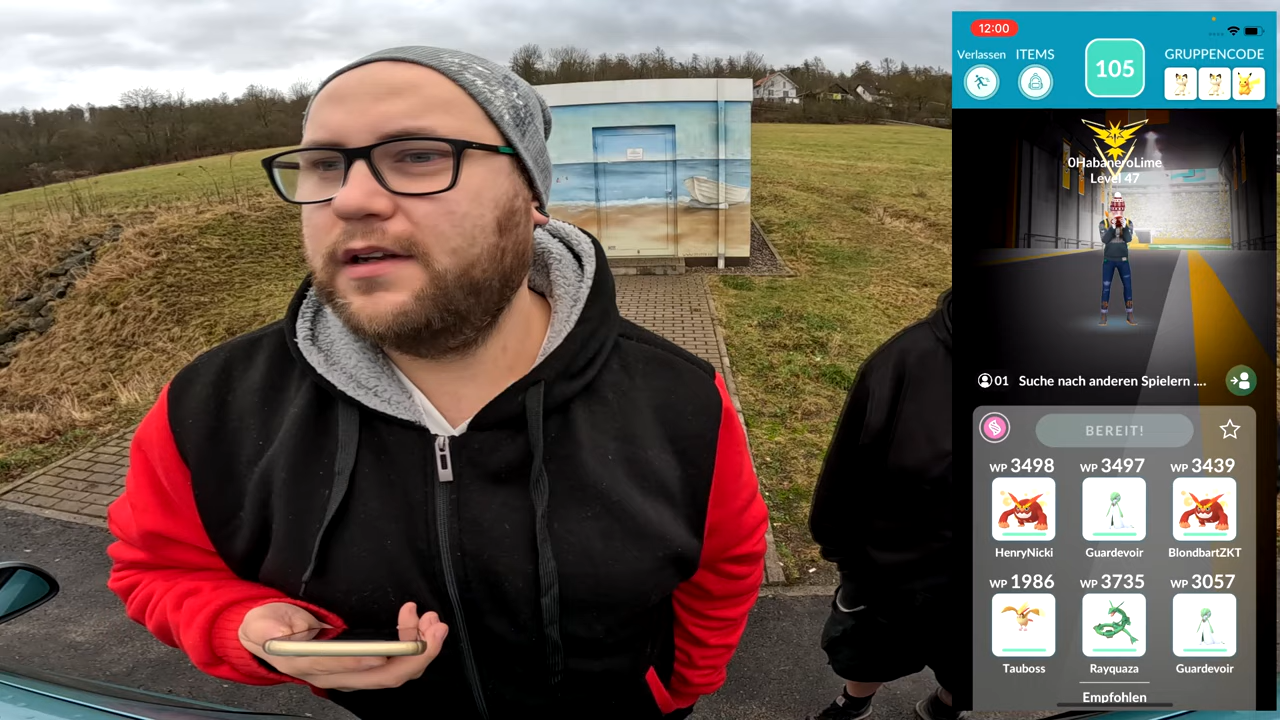 12:00
Verlassen
ITEMS
105
GRUPPENCODE
0HabaneroLime
Level 47
01 Suche nach anderen Spielern ....
BEREIT!
WP 3498
WP 3497
WP 3439
HenryNicki
Guardevoir
BlondbartZKT
WP 1986
WP 3735
WP 3057
Tauboss
Rayquaza
Guardevoir
Empfohlen